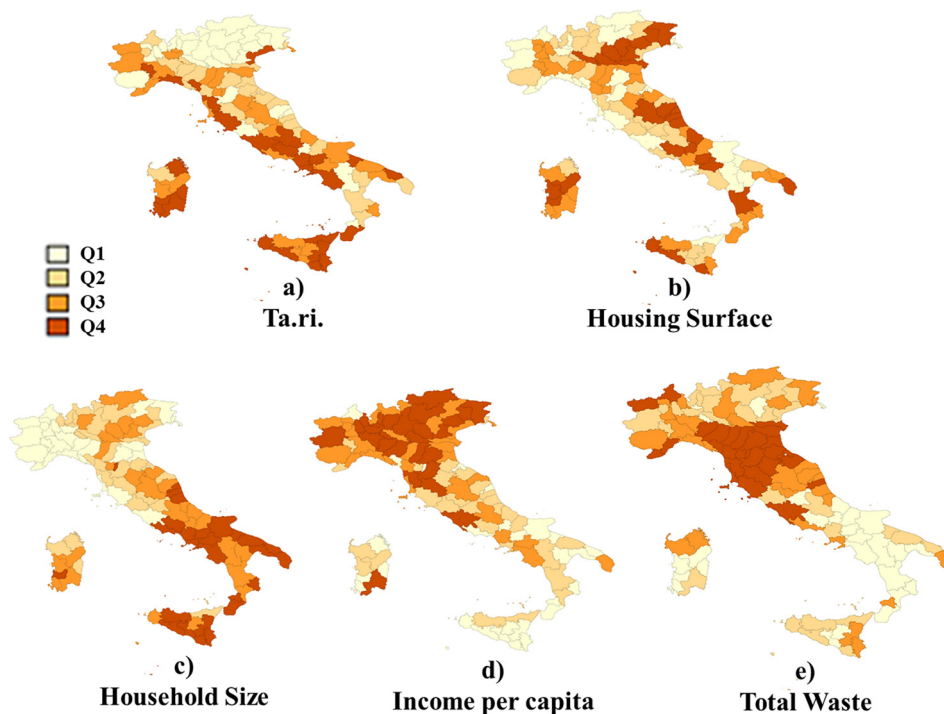 Q1
Q2
Q3
Q4
a)
Ta.ri.
b)
Housing Surface
c)
Household Size
d)
Income per capita
e)
Total Waste